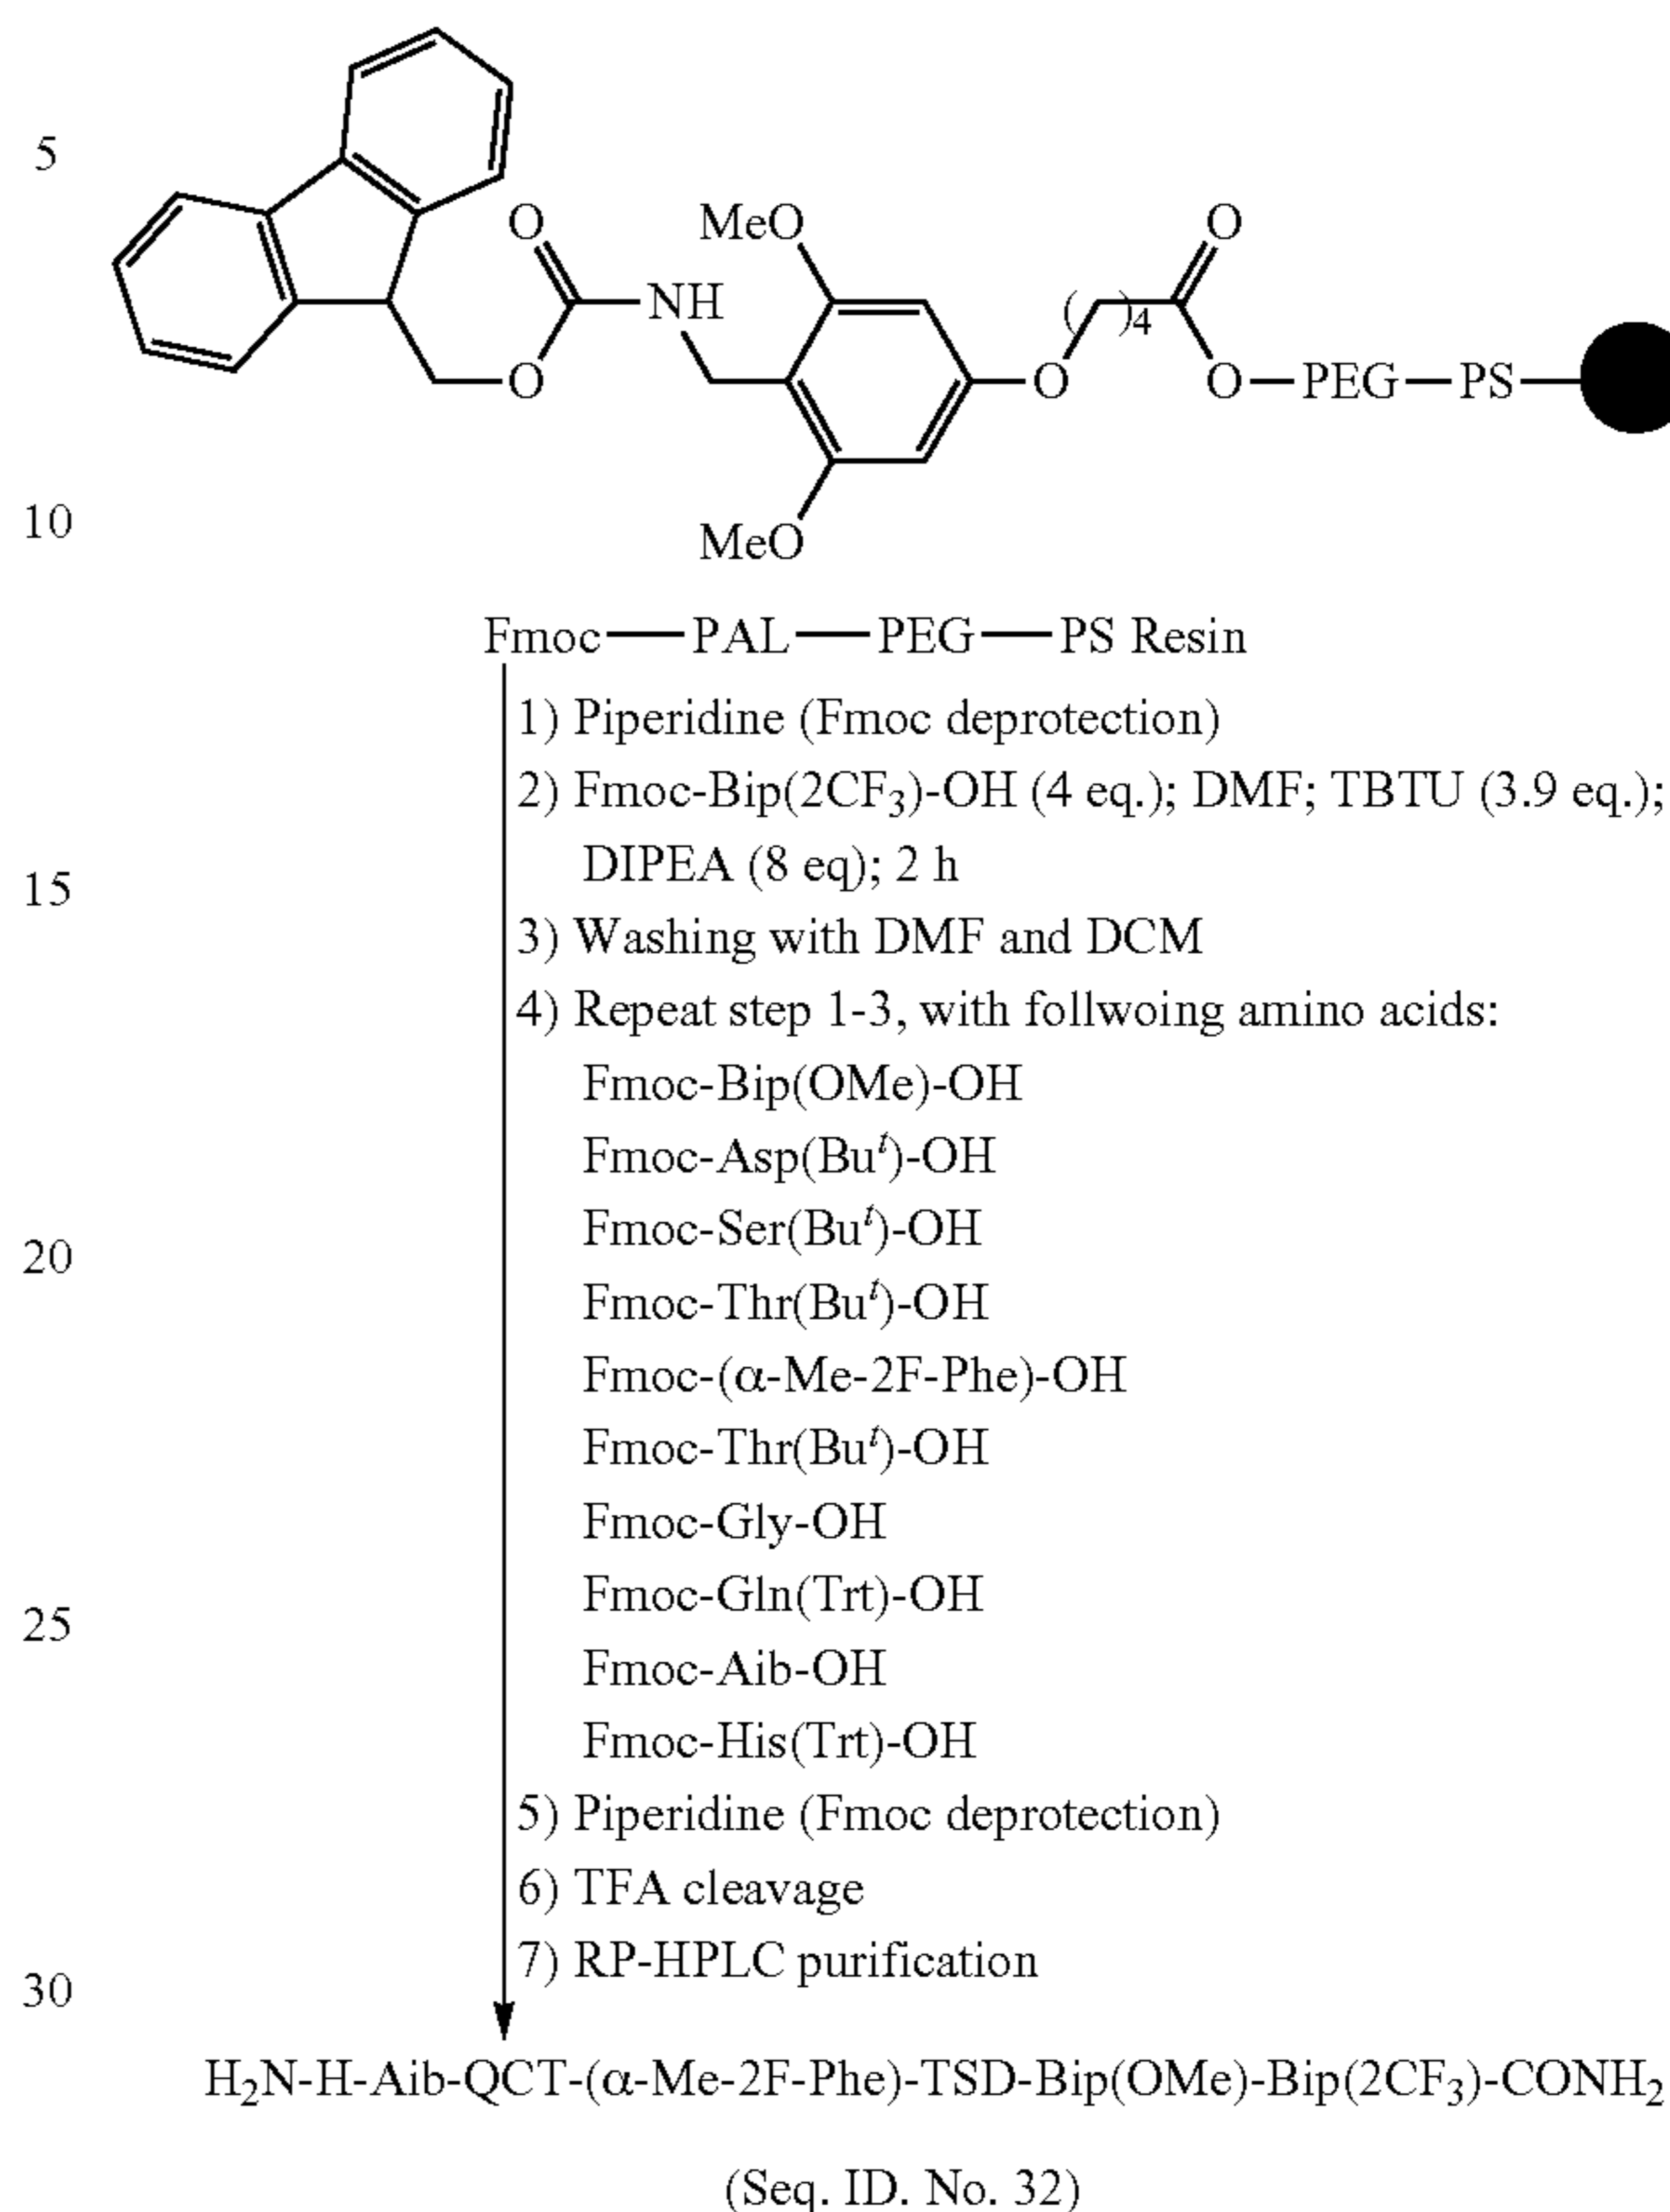 5
O
MeO
O
NH
( )4
O
O
O
PEG
PS
10
MeO
Fmoc—PAL—PEG—PS Resin
1) Piperidine (Fmoc deprotection)
2) Fmoc-Bip(2CF₃)-OH (4 eq.); DMF; TBTU (3.9 eq.);
DIPEA (8 eq); 2 h
15
3) Washing with DMF and DCM
4) Repeat step 1-3, with follwoing amino acids:
Fmoc-Bip(OMe)-OH
Fmoc-Asp(Buᵗ)-OH
Fmoc-Ser(Buᵗ)-OH
20
Fmoc-Thr(Buᵗ)-OH
Fmoc-(α-Me-2F-Phe)-OH
Fmoc-Thr(Buᵗ)-OH
Fmoc-Gly-OH
Fmoc-Gln(Trt)-OH
25
Fmoc-Aib-OH
Fmoc-His(Trt)-OH
5) Piperidine (Fmoc deprotection)
6) TFA cleavage
7) RP-HPLC purification
30
H₂N-H-Aib-QCT-(α-Me-2F-Phe)-TSD-Bip(OMe)-Bip(2CF₃)-CONH₂
(Seq. ID. No. 32)